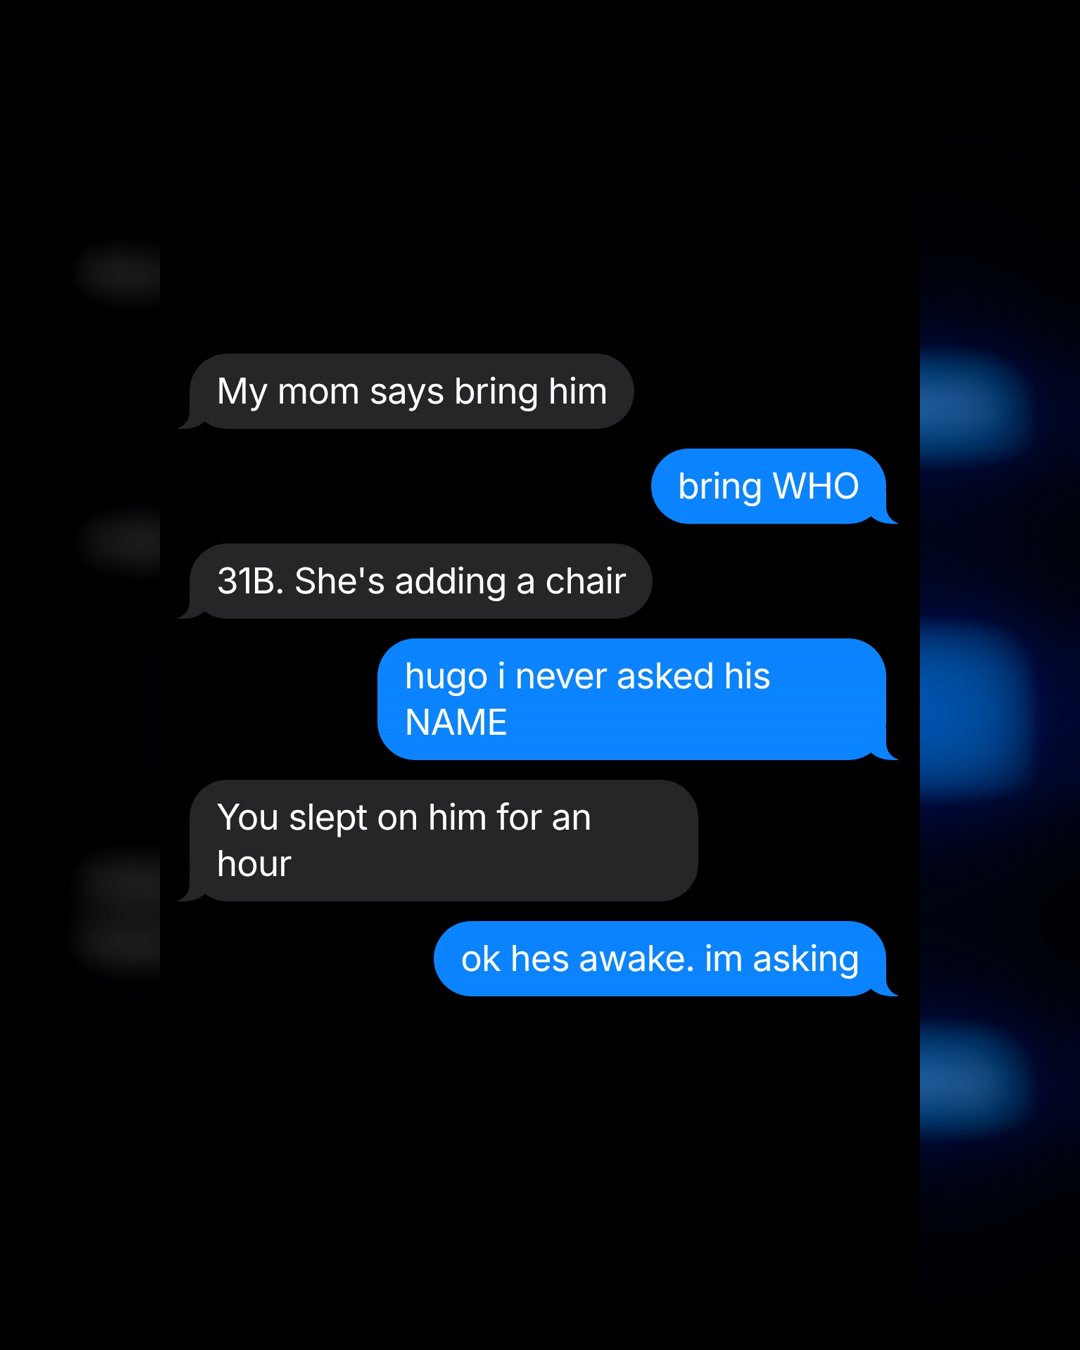 My mom says bring him
bring WHO
31B. She's adding a chair
hugo i never asked his
NAME
You slept on him for an
hour
ok hes awake. im asking